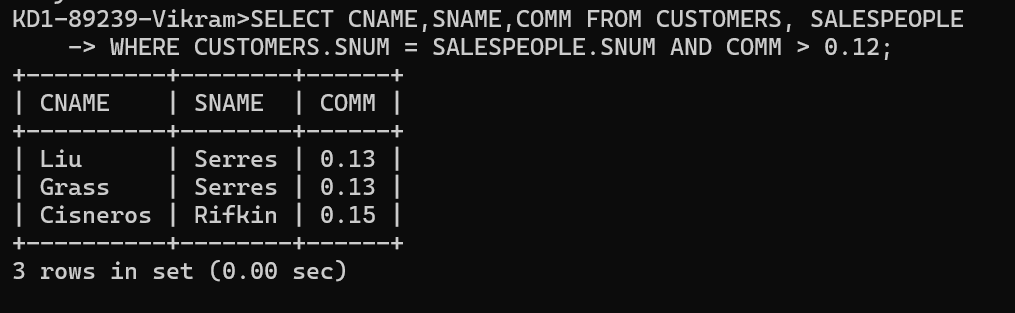 KD1-89239-Vikram>SELECT CNAME,SNAME,COMM FROM CUSTOMERS, SALESPEOPLE
    -> WHERE CUSTOMERS.SNUM = SALESPEOPLE.SNUM AND COMM > 0.12;
+----------+--------+------+
| CNAME    | SNAME  | COMM |
+----------+--------+------+
| Liu      | Serres | 0.13 |
| Grass    | Serres | 0.13 |
| Cisneros | Rifkin | 0.15 |
+----------+--------+------+
3 rows in set (0.00 sec)